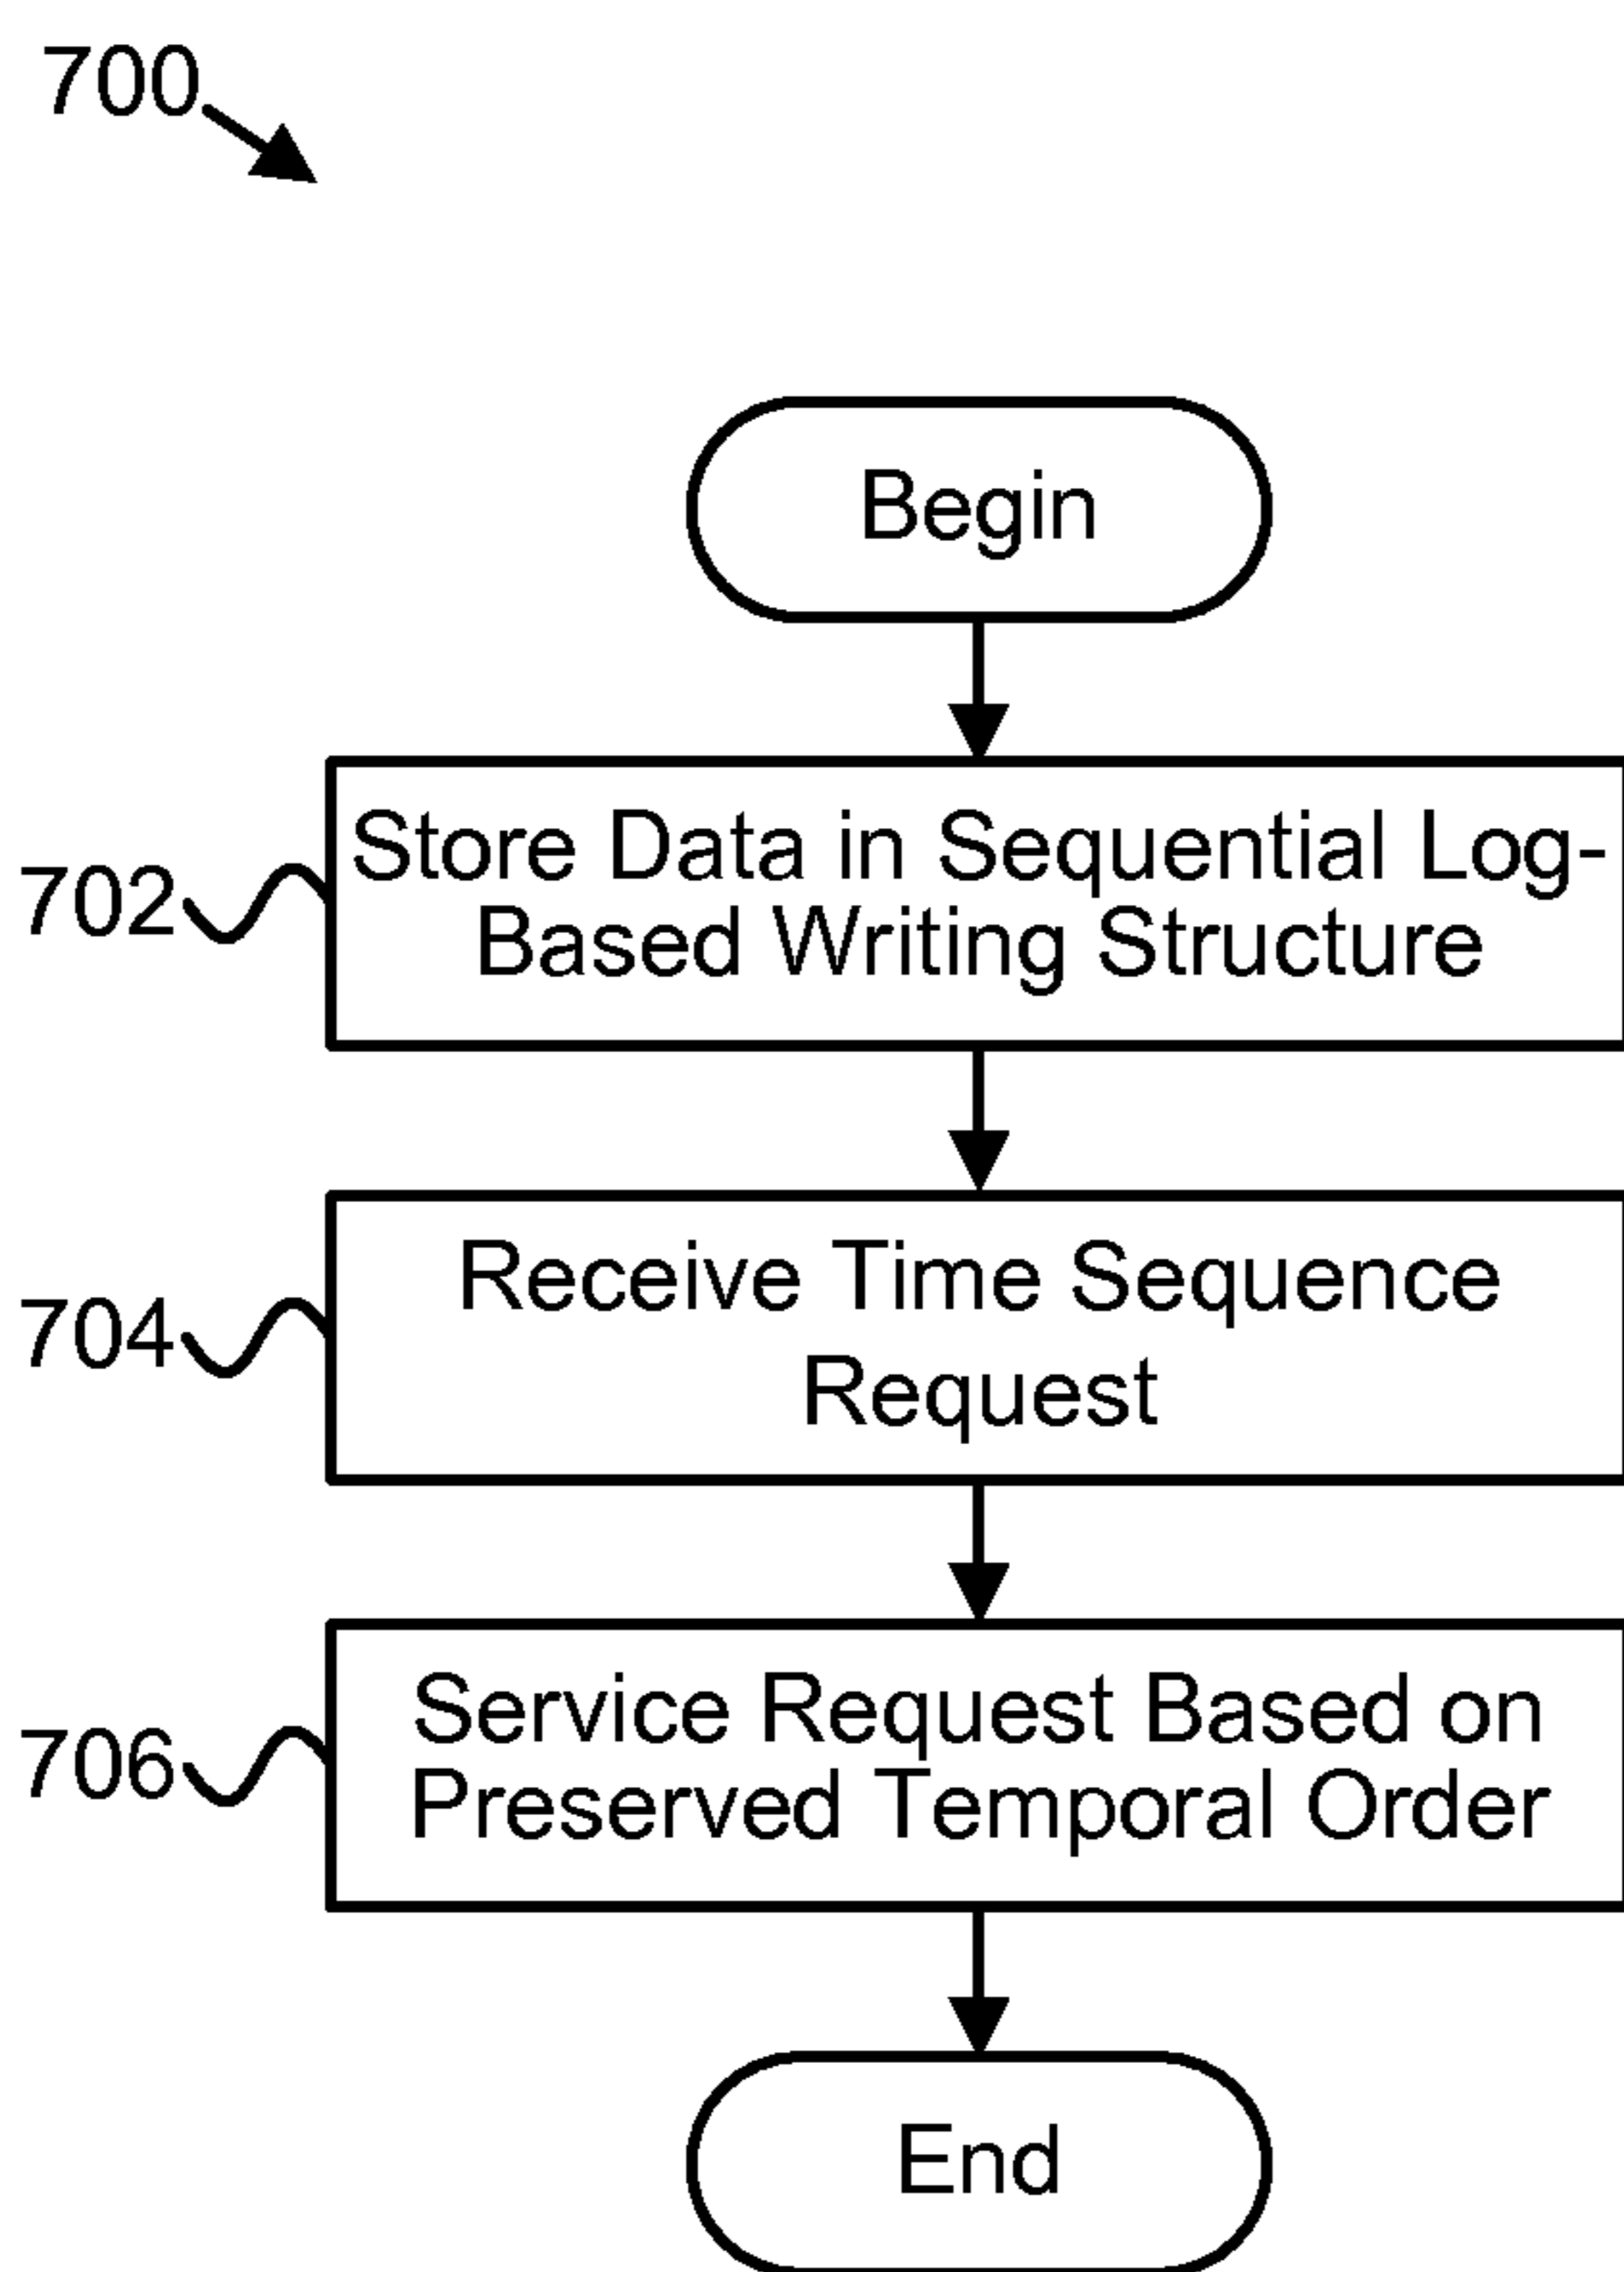 700
Begin
702
Store Data in Sequential Log-
Based Writing Structure
704
Receive Time Sequence
Request
706
Service Request Based on
Preserved Temporal Order
End